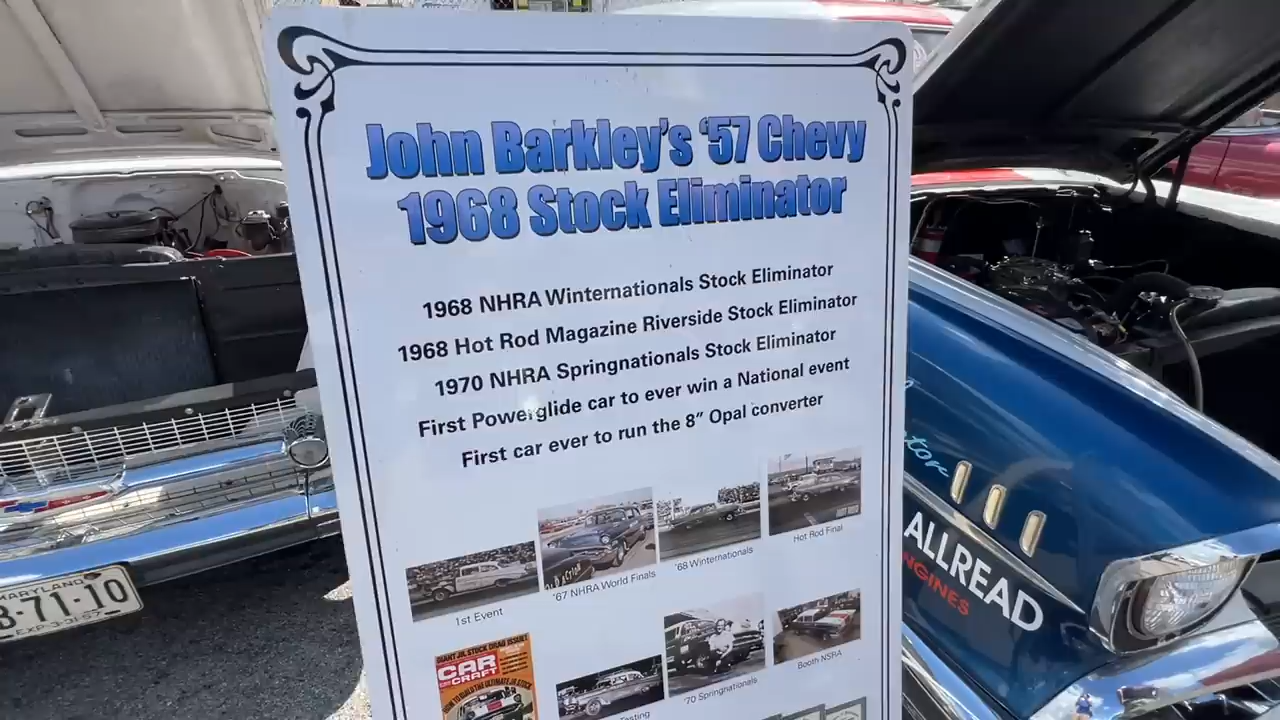 John Barkley's '57 Chevy
1968 Stock Eliminator
1968 NHRA Winternationals Stock Eliminator
1968 Hot Rod Magazine Riverside Stock Eliminator
1970 NHRA Springnationals Stock Eliminator
First Powerglide car to ever win a National event
First car ever to run the 8" Opal converter
1st Event
'67 NHRA World Finals
'68 Winternationals
Hot Rod Final
CAR
CRAFT
Testing
'70 Springnationals
Booth NSRA
MARYLAND
-71-10
ALLREAD